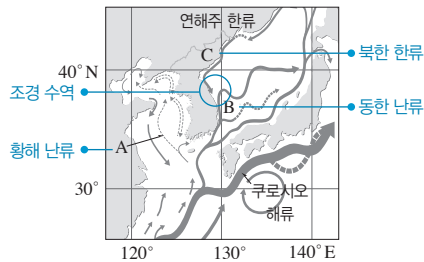 연해주 한류
C
북한 한류
40°N
조경 수역
B
동한 난류
황해 난류
A
30°
쿠로시오
해류
120°
130°
140°E